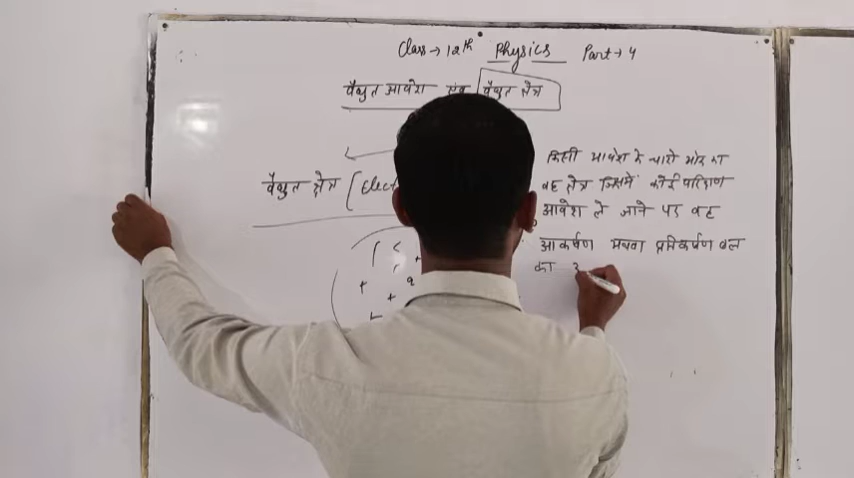 Class → 12th Physics Part → 4
वैद्युत आवेश एवं वैद्युत क्षेत्र
वैद्युत क्षेत्र (Elect
किसी आवेश के चारो ओर का
वह क्षेत्र जिसमें कोई परिक्षण
आवेश ले जाने पर वह
आकर्षण अथवा प्रतिकर्षण बल
का
+
+ q
+